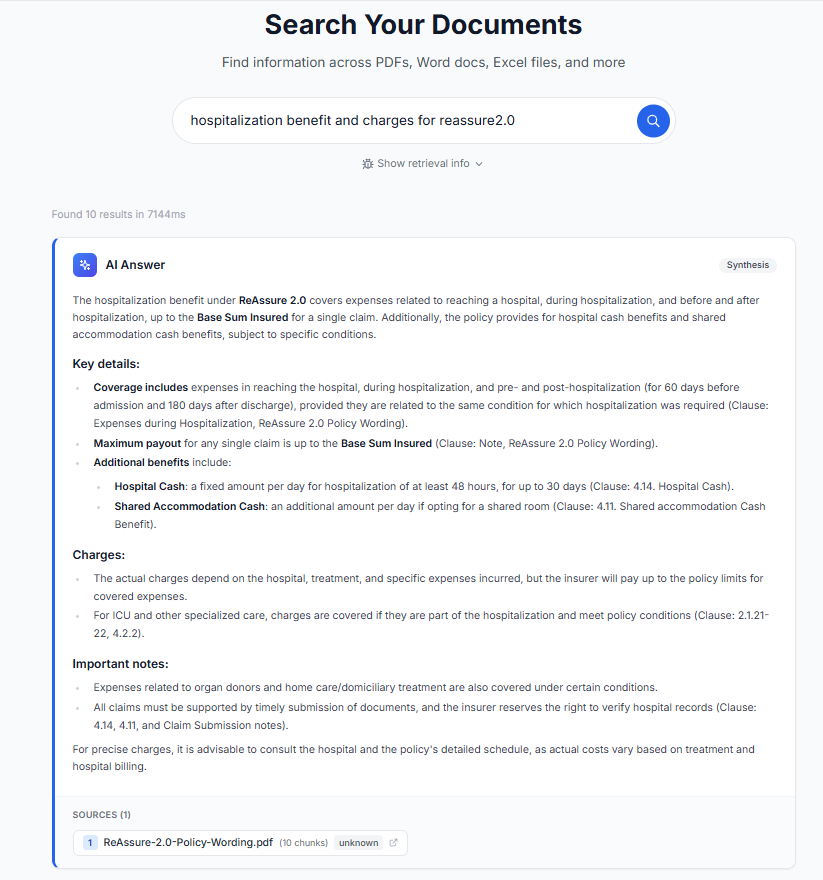 Search Your Documents
Find information across PDFs, Word docs, Excel files, and more
hospitalization benefit and charges for reassure2.0
Show retrieval info
Found 10 results in 7144ms
AI Answer
Synthesis
The hospitalization benefit under ReAssure 2.0 covers expenses related to reaching a hospital, during hospitalization, and before and after
hospitalization, up to the Base Sum Insured for a single claim. Additionally, the policy provides for hospital cash benefits and shared
accommodation cash benefits, subject to specific conditions.
Key details:
Coverage includes expenses in reaching the hospital, during hospitalization, and pre- and post-hospitalization (for 60 days before
admission and 180 days after discharge), provided they are related to the same condition for which hospitalization was required (Clause:
Expenses during Hospitalization, ReAssure 2.0 Policy Wording).
Maximum payout for any single claim is up to the Base Sum Insured (Clause: Note, ReAssure 2.0 Policy Wording).
Additional benefits include:
Hospital Cash: a fixed amount per day for hospitalization of at least 48 hours, for up to 30 days (Clause: 4.14. Hospital Cash).
Shared Accommodation Cash: an additional amount per day if opting for a shared room (Clause: 4.11. Shared accommodation Cash
Benefit).
Charges:
The actual charges depend on the hospital, treatment, and specific expenses incurred, but the insurer will pay up to the policy limits for
covered expenses.
For ICU and other specialized care, charges are covered if they are part of the hospitalization and meet policy conditions (Clause: 2.1.21-
22, 4.2.2).
Important notes:
Expenses related to organ donors and home care/domiciliary treatment are also covered under certain conditions.
All claims must be supported by timely submission of documents, and the insurer reserves the right to verify hospital records (Clause:
4.14, 4.11, and Claim Submission notes).
For precise charges, it is advisable to consult the hospital and the policy's detailed schedule, as actual costs vary based on treatment and
hospital billing.
SOURCES (1)
1 ReAssure-2.0-Policy-Wording.pdf (10 chunks) unknown